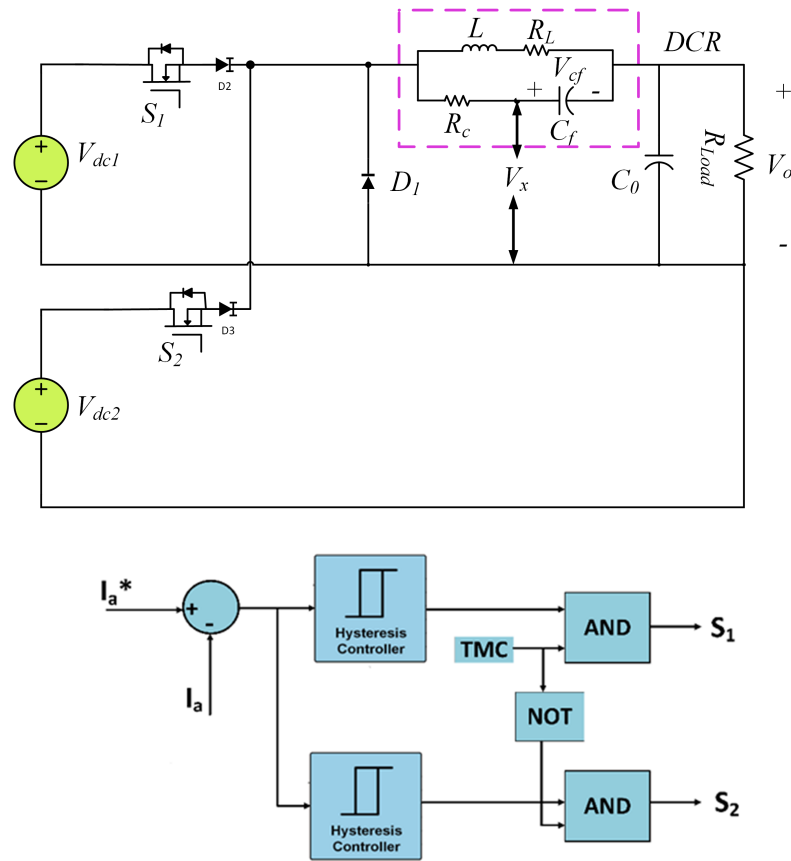 L R_L DCR
V_cf
D2
+ - +
S_1 R_c C_f
+ V_dc1 D_1 V_x C_0 R_Load V_o
-
-
D3
S_2
+
V_dc2
-
I_a*
+
-
Hysteresis
Controller
AND S_1
TMC
I_a
NOT
Hysteresis
Controller
AND S_2